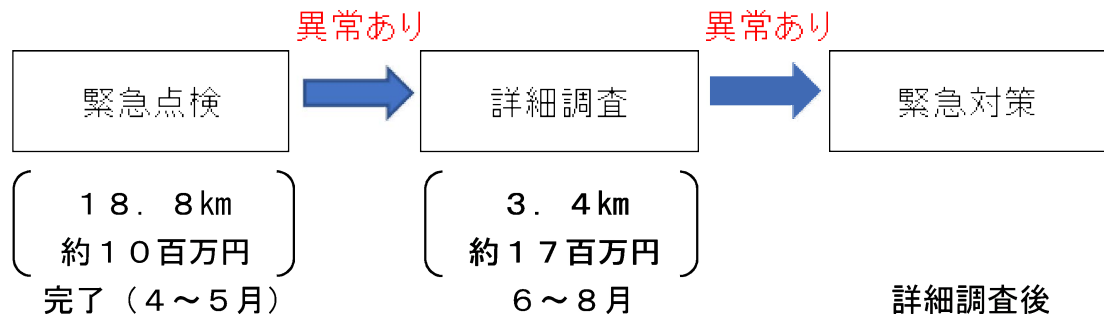 異常あり
異常あり
緊急点検
詳細調査
緊急対策
１８．８㎞
約１０百万円
完了（４～５月）
３．４㎞
約１７百万円
６～８月
詳細調査後